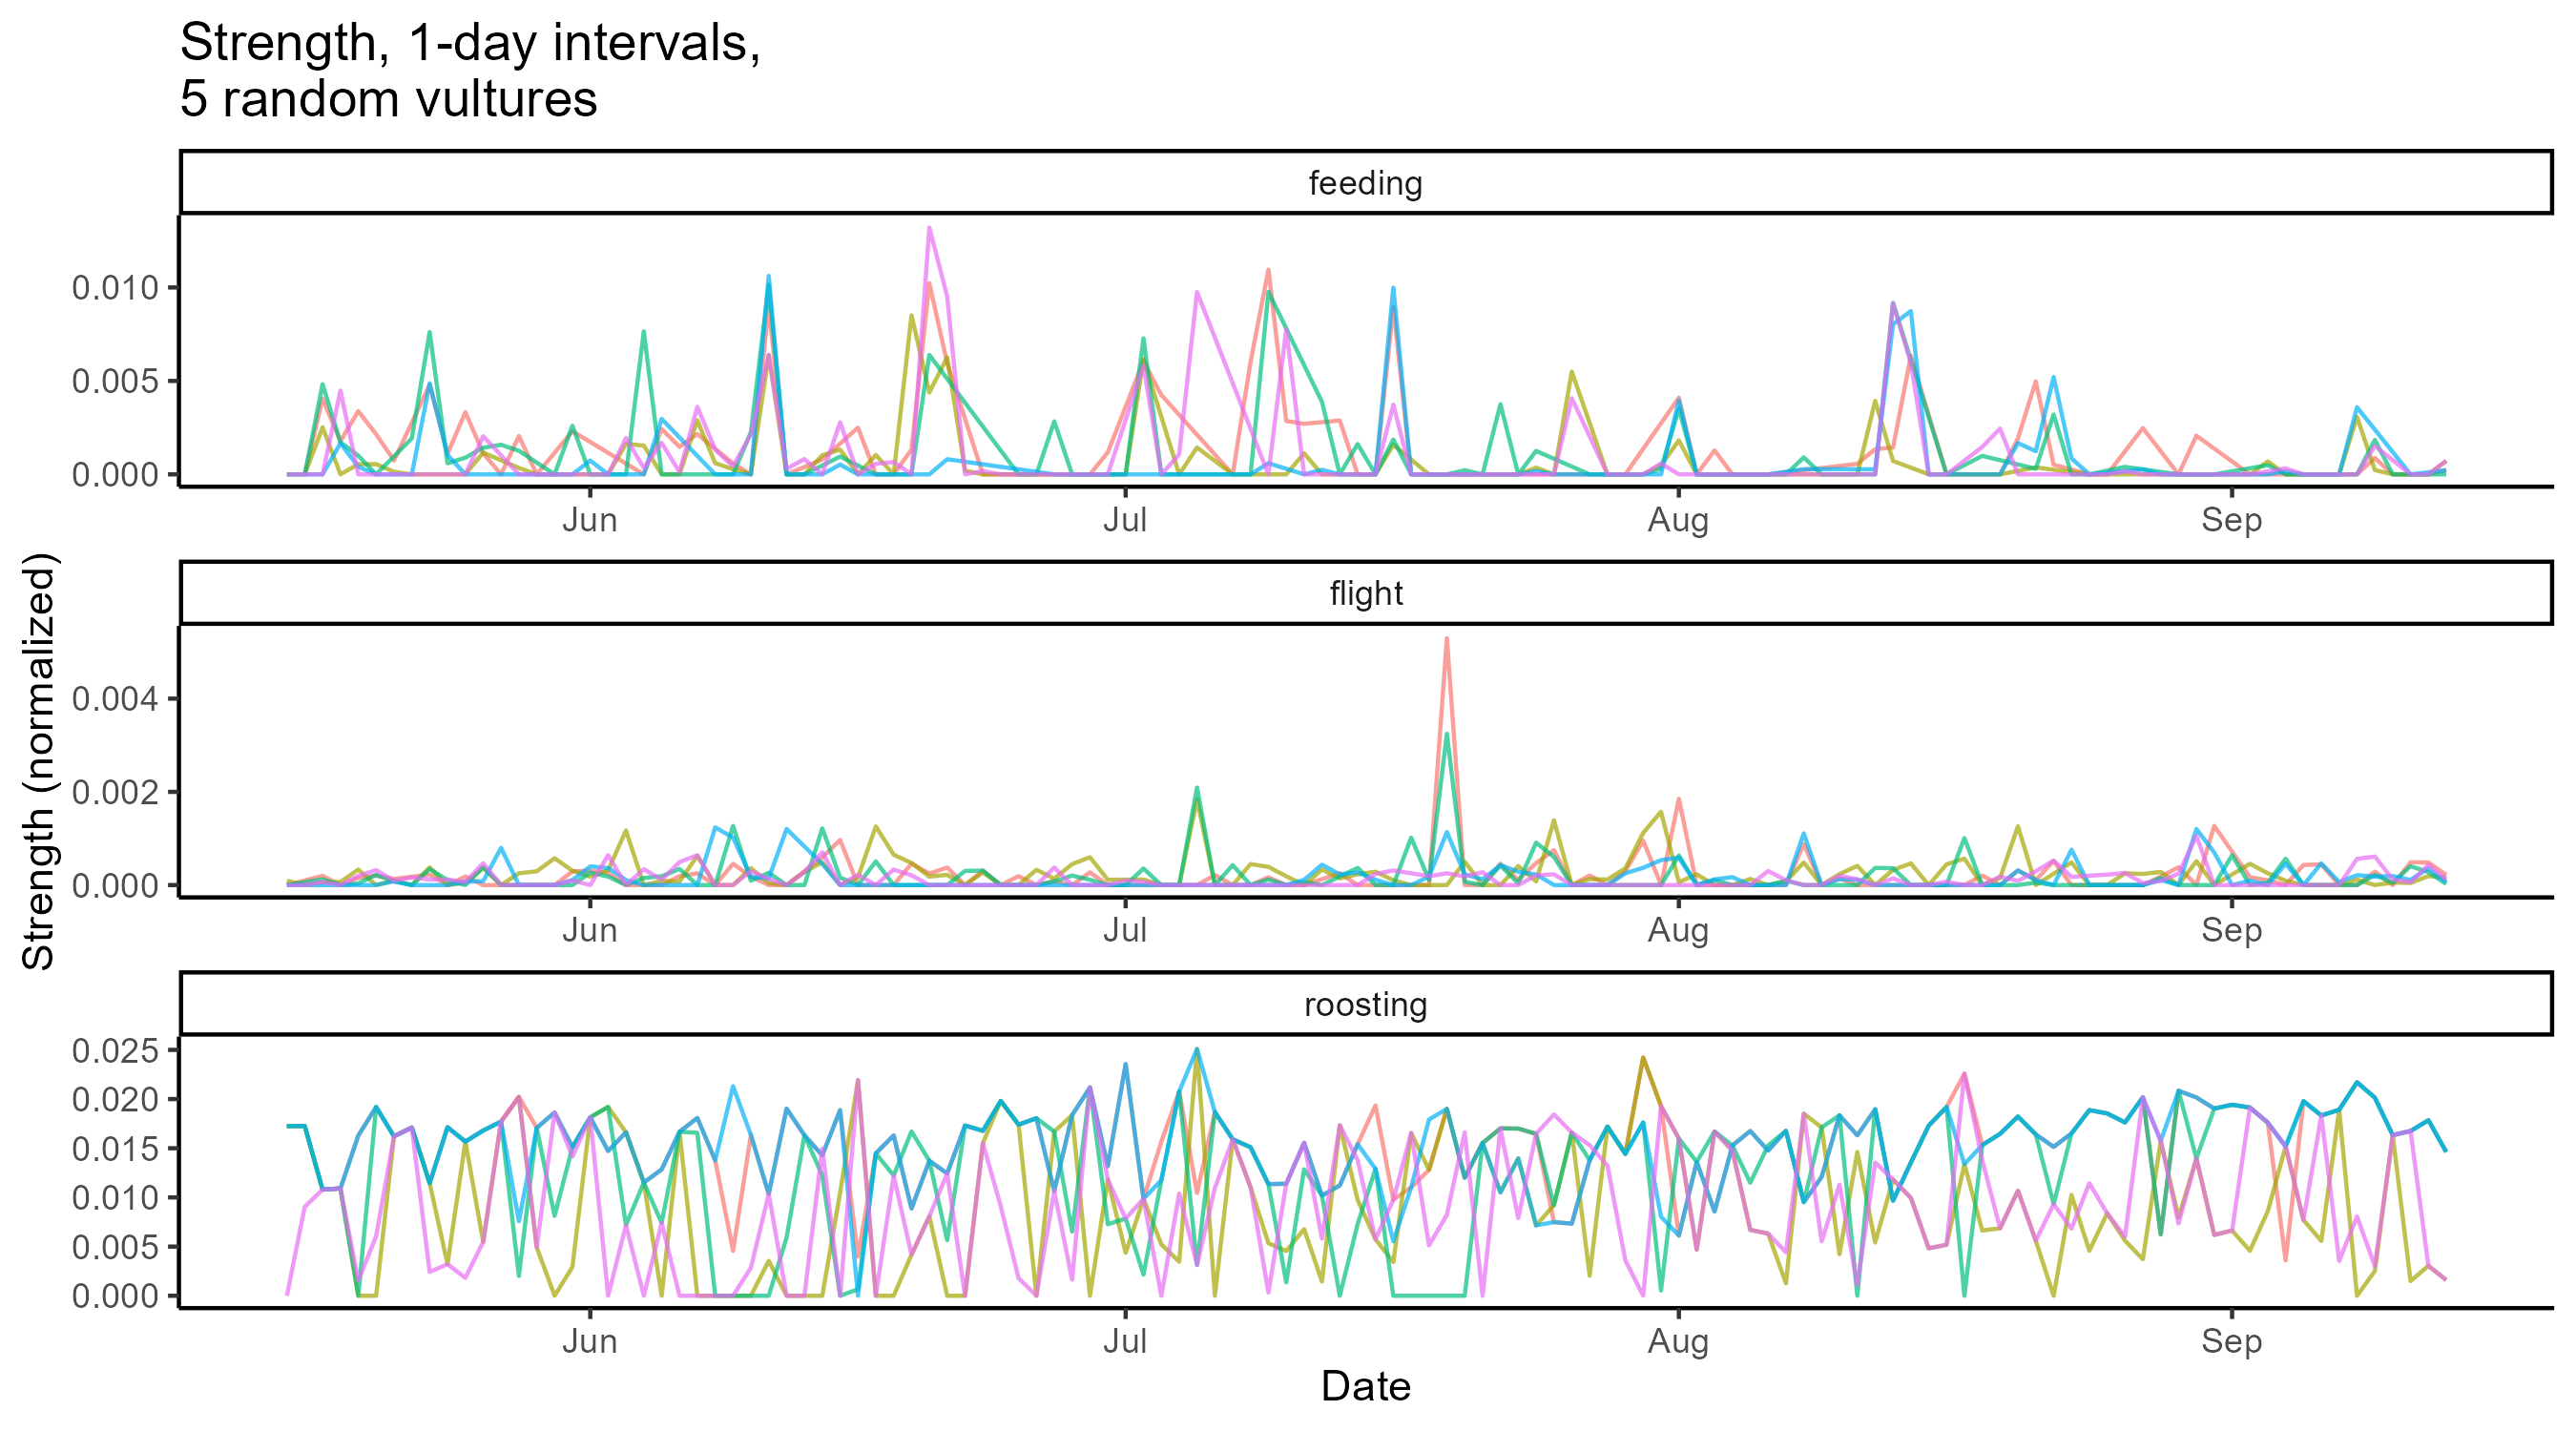 Strength, 1-day intervals,
5 random vultures
feeding
0.010
0.005
0.000
Jun Jul Aug Sep
flight
0.004
0.002
0.000
Jun Jul Aug Sep
roosting
0.025
0.020
0.015
0.010
0.005
0.000
Jun Jul Aug Sep
Date
Strength (normalized)